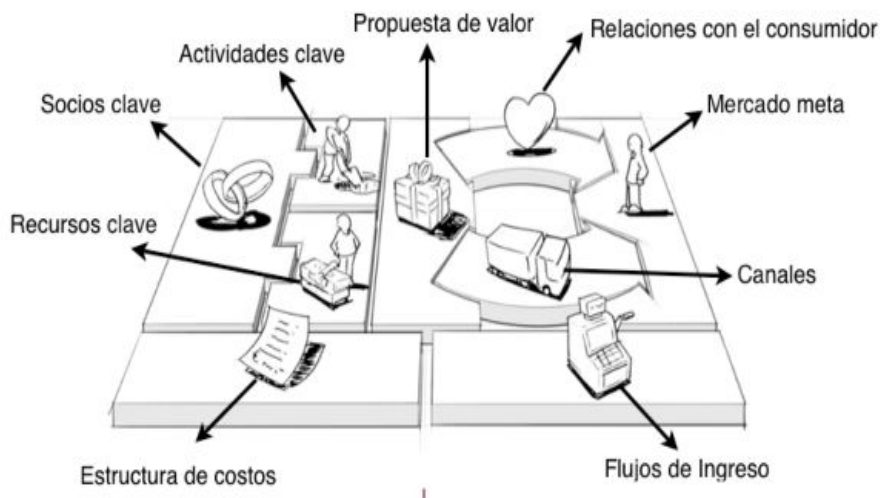 Propuesta de valor
Relaciones con el consumidor
Actividades clave
Socios clave
Mercado meta
Recursos clave
Canales
Estructura de costos
Flujos de Ingreso